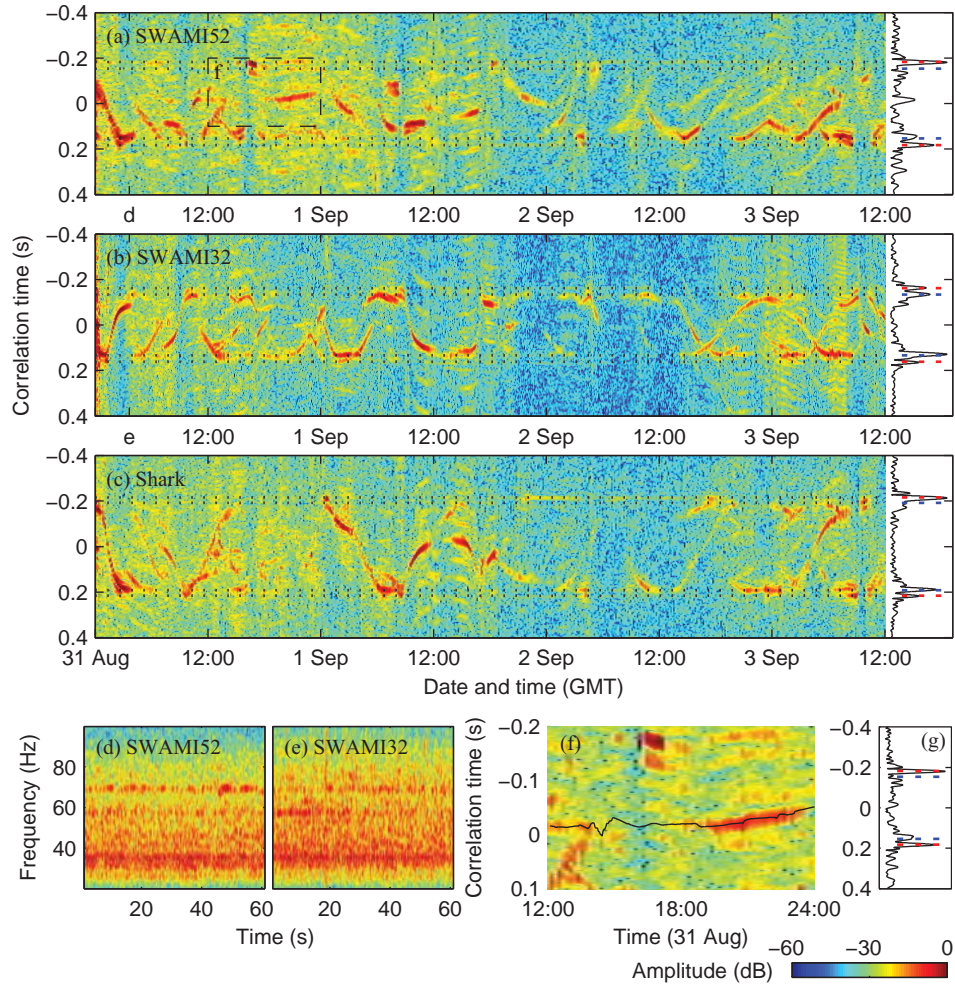 (a) SWAMI52
f
−0.4
−0.2
0
0.2
0.4
d 12:00 1 Sep 12:00 2 Sep 12:00 3 Sep 12:00
(b) SWAMI32
−0.4
−0.2
0
0.2
0.4
Correlation time (s)
e 12:00 1 Sep 12:00 2 Sep 12:00 3 Sep 12:00
(c) Shark
−0.4
−0.2
0
0.2
0.4
31 Aug 12:00 1 Sep 12:00 2 Sep 12:00 3 Sep 12:00
Date and time (GMT)
(d) SWAMI52
Frequency (Hz)
80
60
40
20 40 60
Time (s)
(e) SWAMI32
20 40 60
(f)
Correlation time (s)
−0.2
−0.1
0
0.1
12:00 18:00 24:00
Time (31 Aug)
(g)
−0.4
−0.2
0
0.2
0.4
−60 −30 0
Amplitude (dB)